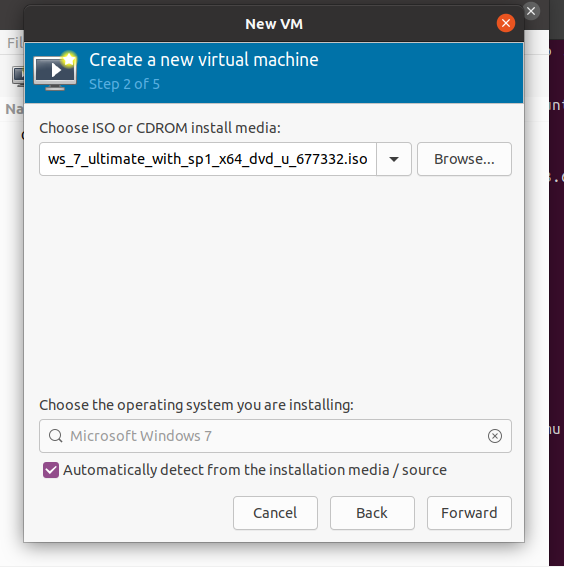 New VM
Fil
Create a new virtual machine
Step 2 of 5
Na
Choose ISO or CDROM install media:
ws_7_ultimate_with_sp1_x64_dvd_u_677332.iso
Browse...
Choose the operating system you are installing:
Microsoft Windows 7
Automatically detect from the installation media / source
Cancel
Back
Forward